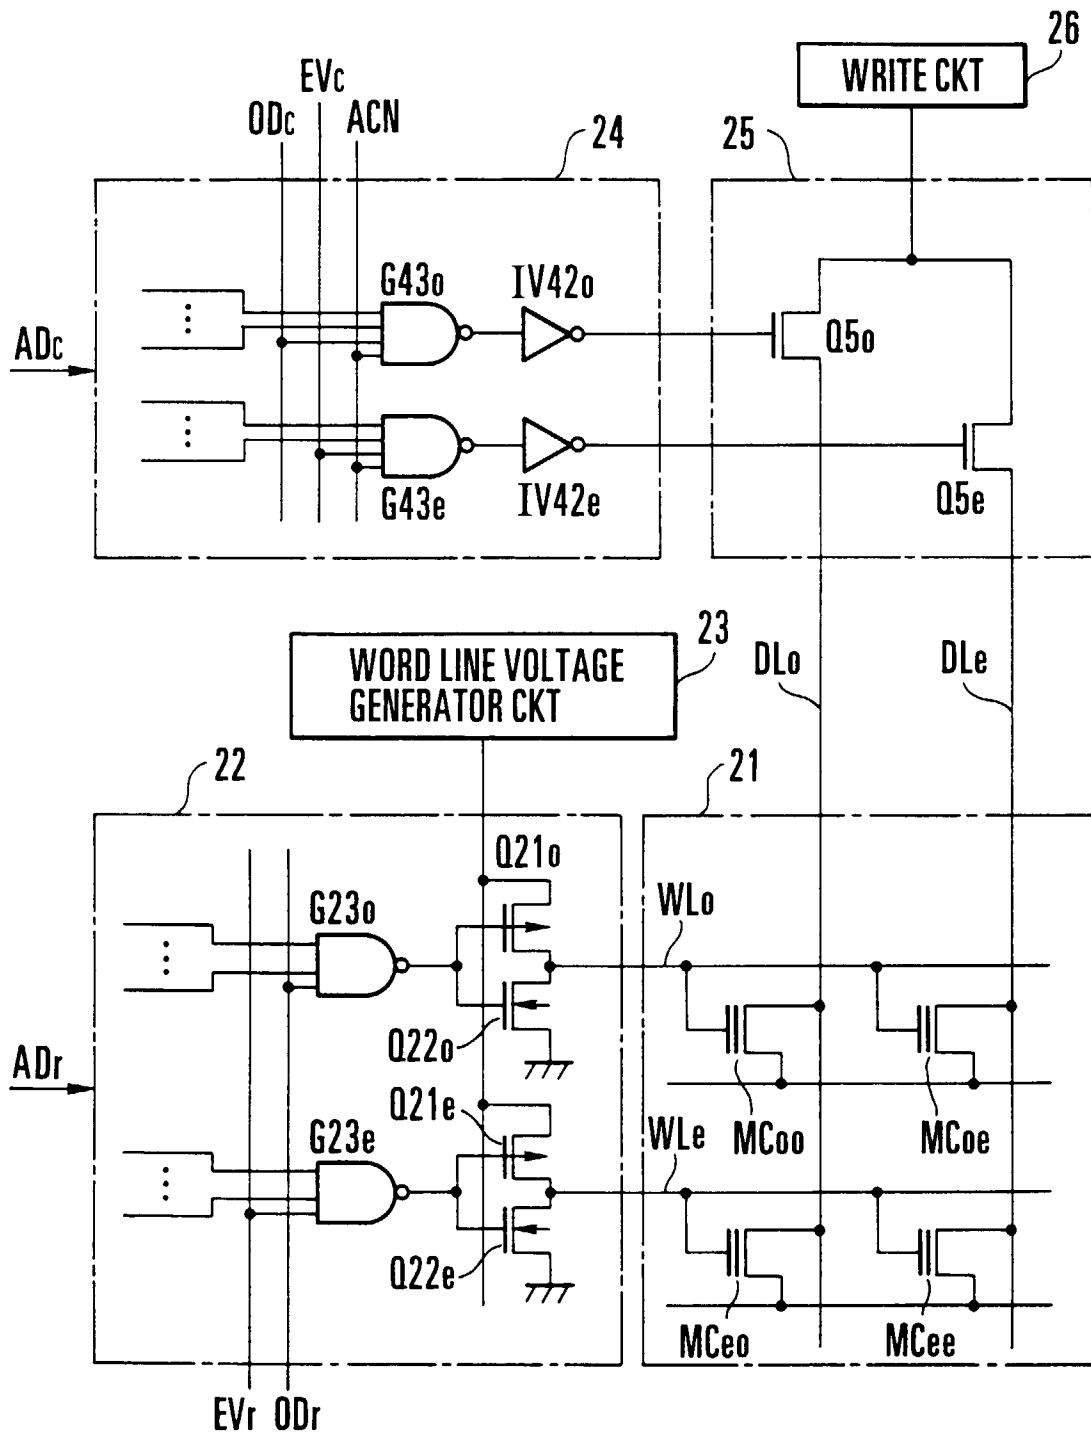 26
WRITE CKT
EVc
ODc
ACN
24
25
G43o
IV42o
Q5o
ADc
G43e
IV42e
Q5e
23
WORD LINE VOLTAGE
GENERATOR CKT
DLo
DLe
22
21
Q21o
G23o
WLo
Q22o
ADr
Q21e
G23e
WLe
MCoo
MCoe
Q22e
MCeo
MCee
EVr
ODr